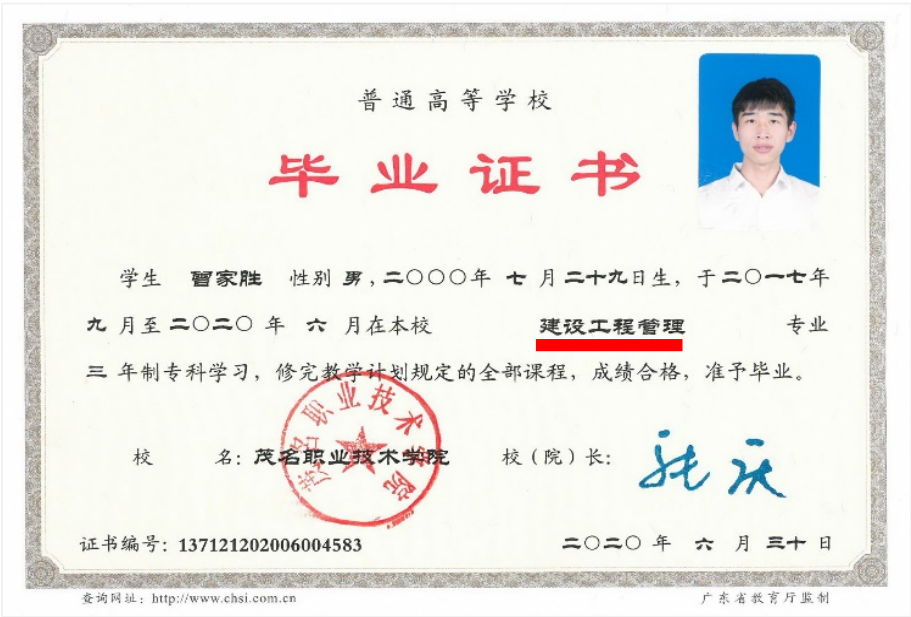 普通高等学校
毕业证书
学生 曾家胜 性别 男，二〇〇〇年 七 月二十九日生，于二〇一七年
九 月至二〇二〇 年 六 月在本校 建设工程管理 专业
三 年制专科学习，修完教学计划规定的全部课程，成绩合格，准予毕业。
茂名职业技术学院
校 名：茂名职业技术学院 校（院）长：
证书编号：137121202006004583 二〇二〇 年 六 月 三十 日
查询网址：http://www.chsi.com.cn 广东省教育厅监制